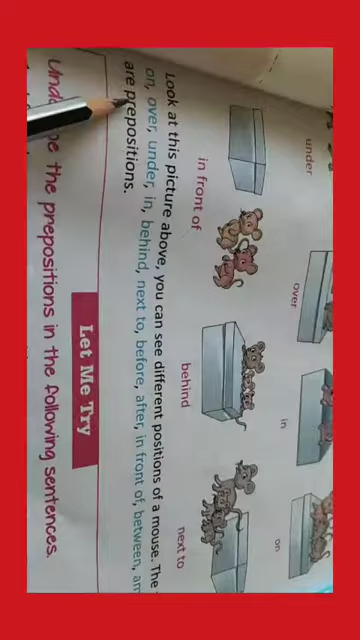 under
over
in
on
in front of
behind
next to
Look at this picture above, you can see different positions of a mouse. The
on, over, under, in, behind, next to, before, after, in front of, between,
are prepositions.
Let Me Try
the prepositions in the following sentences.